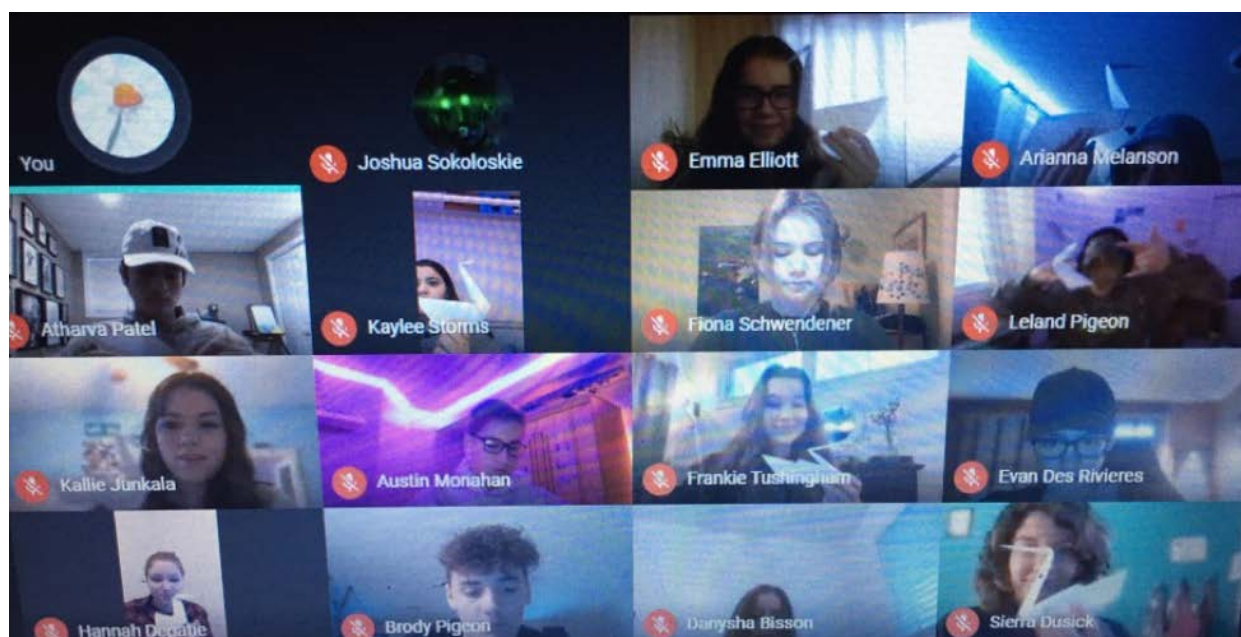 You
Joshua Sokoloskie
Emma Elliott
Arianna Melanson
Atharva Patel
Kaylee Storms
Fiona Schwendener
Leland Pigeon
Kallie Junkala
Austin Monahan
Frankie Tushingham
Evan Des Rivieres
Hannah Depatie
Brody Pigeon
Danysha Bisson
Sierra Dusick